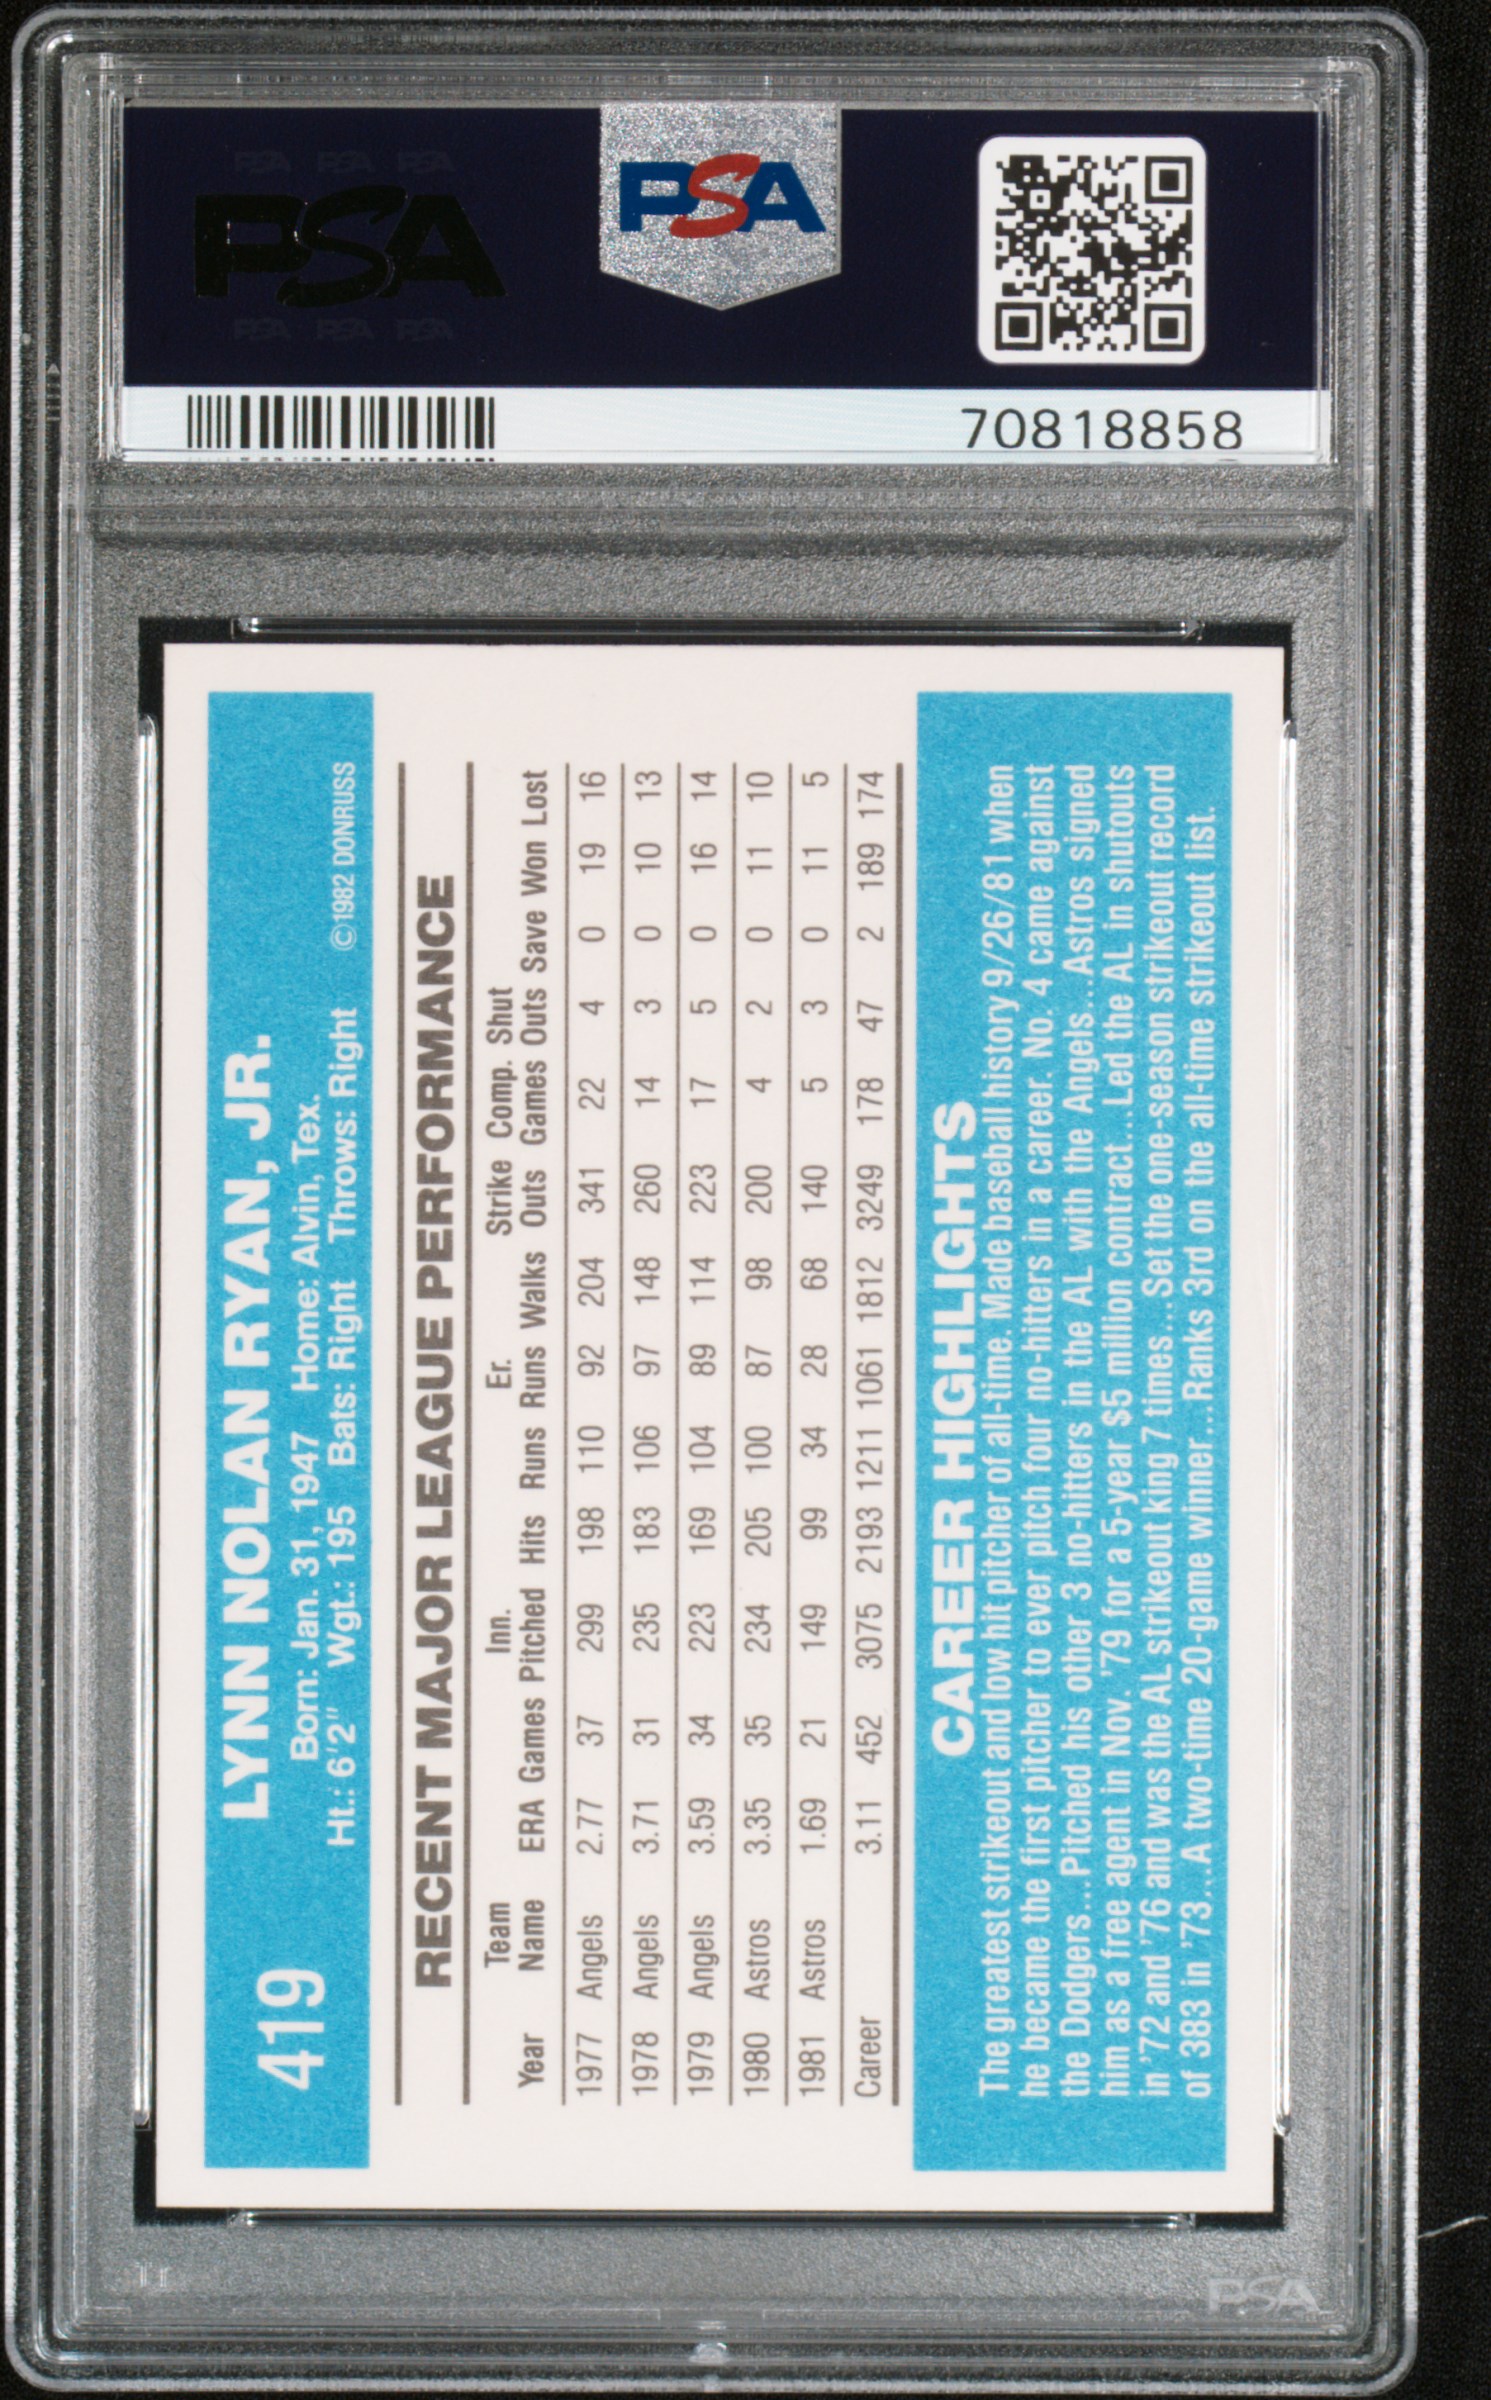 PSA PSA PSA
PSA
PSA PSA PSA
PSA
70818858
419
LYNN NOLAN RYAN, JR.
Born: Jan. 31, 1947 Home: Alvin, Tex.
Ht.: 6'2" Wgt.: 195 Bats: Right Throws: Right ©1982 DONRUSS
RECENT MAJOR LEAGUE PERFORMANCE
Team Inn. Er. Strike Comp. Shut
Year Name ERA Games Pitched Hits Runs Runs Walks Outs Games Outs Save Won Lost
1977 Angels 2.77 37 299 198 110 92 204 341 22 4 0 19 16
1978 Angels 3.71 31 235 183 106 97 148 260 14 3 0 10 13
1979 Angels 3.59 34 223 169 104 89 114 223 17 5 0 16 14
1980 Astros 3.35 35 234 205 100 87 98 200 4 2 0 11 10
1981 Astros 1.69 21 149 99 34 28 68 140 5 3 0 11 5
Career 3.11 452 3075 2193 1211 1061 1812 3249 178 47 2 189 174
CAREER HIGHLIGHTS
The greatest strikeout and low hit pitcher of all-time. Made baseball history 9/26/81 when
he became the first pitcher to ever pitch four no-hitters in a career. No. 4 came against
the Dodgers....Pitched his other 3 no-hitters in the AL with the Angels...Astros signed
him as a free agent in Nov. '79 for a 5-year $5 million contract...Led the AL in shutouts
in '72 and '76 and was the AL strikeout king 7 times...Set the one-season strikeout record
of 383 in '73...A two-time 20-game winner...Ranks 3rd on the all-time strikeout list.
PSA